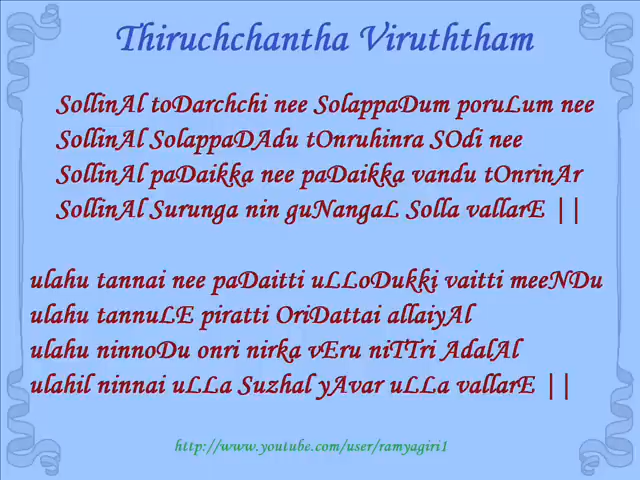 Thiruchchantha Viruththam
SollinAl toDarchchi nee SolappaDum poruLum nee
SollinAl SolappaDAdu tOnruhinra SOdi nee
SollinAl paDaikka nee paDaikka vandu tOnrinAr
SollinAl Surunga nin guNangaL Solla vallarE ||
ulahu tannai nee paDaitti uLLoDukki vaitti meeNDu
ulahu tannuLE piratti OriDattai allaiyAl
ulahu ninnoDu onri nirka vEru niTTri AdalAl
ulahil ninnai uLLa Suzhal yAvar uLLa vallarE ||
http://www.youtube.com/user/ramyagiri1